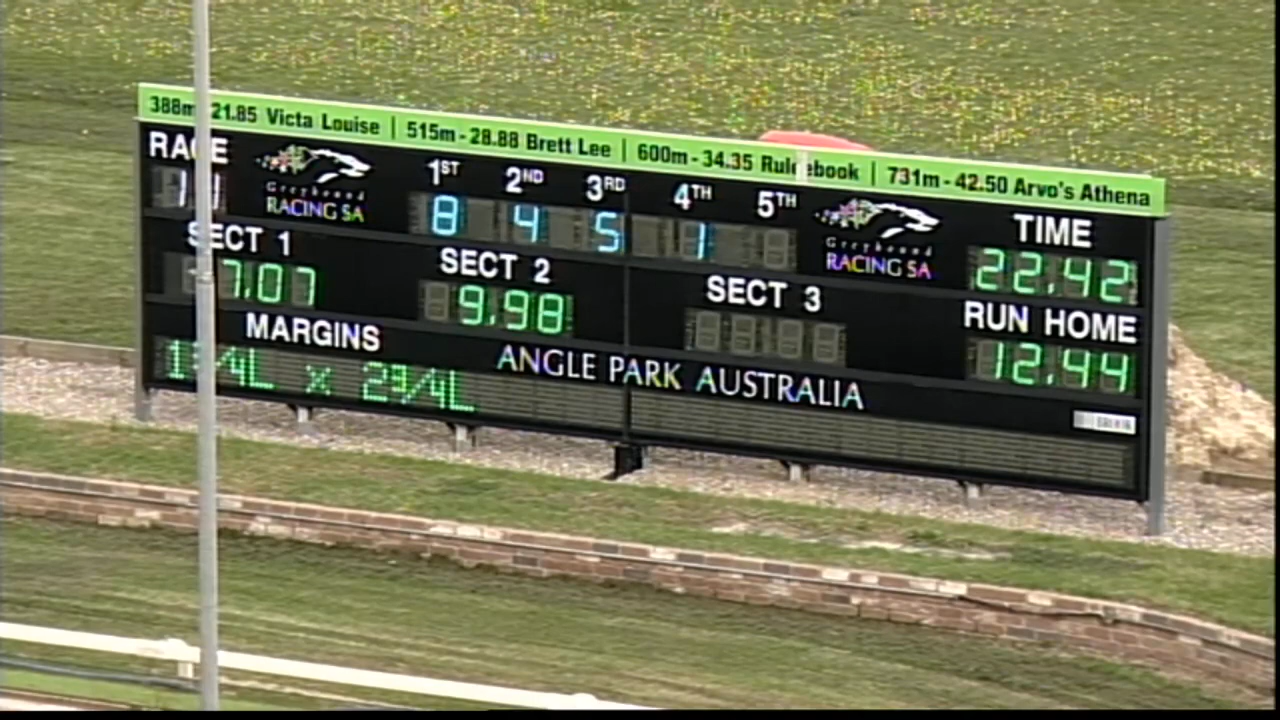 388m - 21.85 Victa Louise | 515m - 28.88 Brett Lee | 600m - 34.35 Rulebook | 731m - 42.50 Arvo's Athena
RACE 1ST 2ND 3RD 4TH 5TH TIME
11 Greyhound RACING SA 8 4 5 1 Greyhound RACING SA 22.42
SECT 1 SECT 2 SECT 3 RUN HOME
7.07 9.98 12.44
MARGINS ANGLE PARK AUSTRALIA
x 2 3/4L